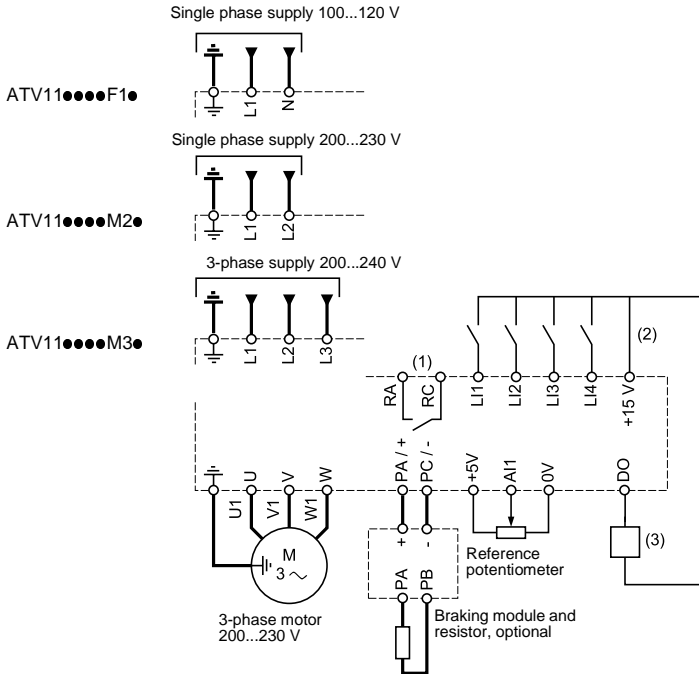 Single phase supply 100...120 V
ATV11●●●●F1●
L1
N
Single phase supply 200...230 V
ATV11●●●●M2●
L1
L2
3-phase supply 200...240 V
ATV11●●●●M3●
L1
L2
L3
(1)
(2)
RA
RC
LI1
LI2
LI3
LI4
+15 V
U
V
W
PA / +
PC / -
+5V
AI1
0V
DO
U1
V1
W1
M
3 ~
+
-
PA
PB
(3)
Reference
potentiometer
3-phase motor
200...230 V
Braking module and
resistor, optional